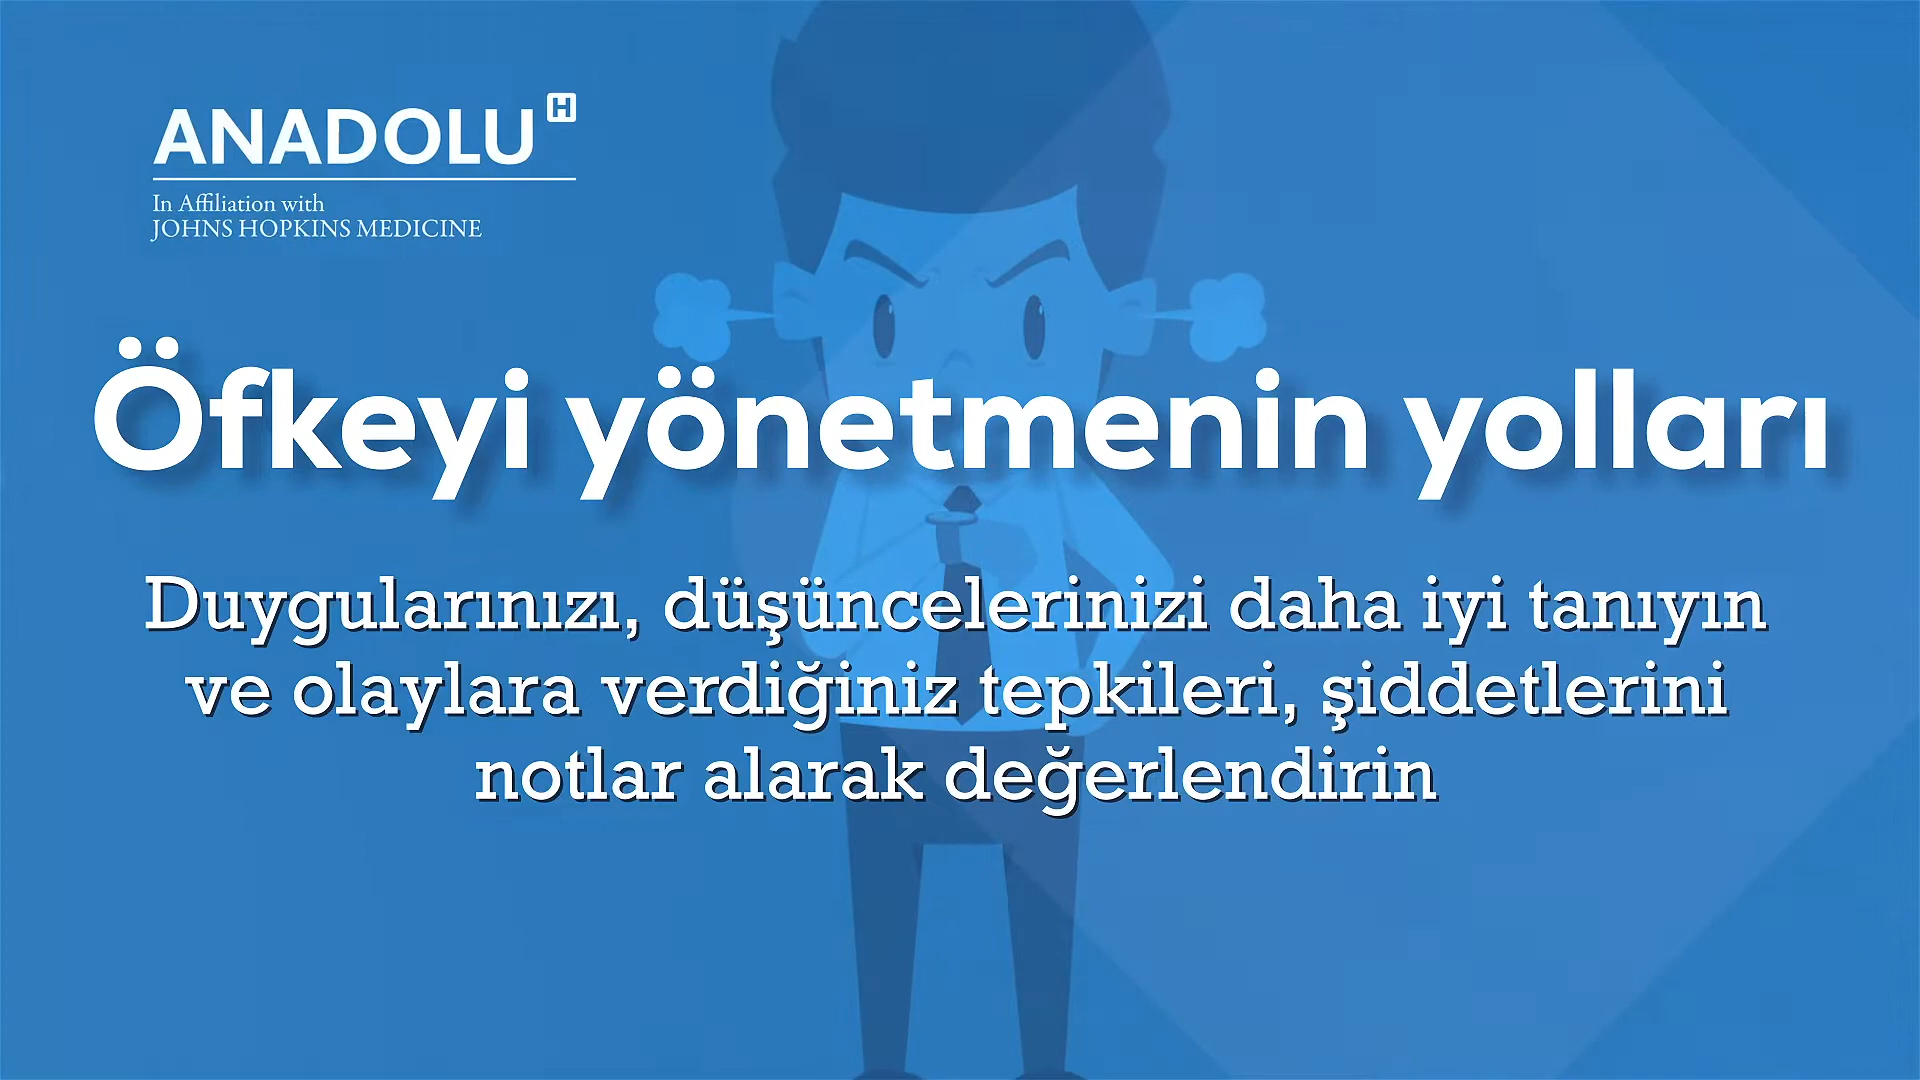 ANADOLU H
In Affiliation with
JOHNS HOPKINS MEDICINE
Öfkeyi yönetmenin yolları
Duygularınızı, düşüncelerinizi daha iyi tanıyın
ve olaylara verdiğiniz tepkileri, şiddetlerini
notlar alarak değerlendirin